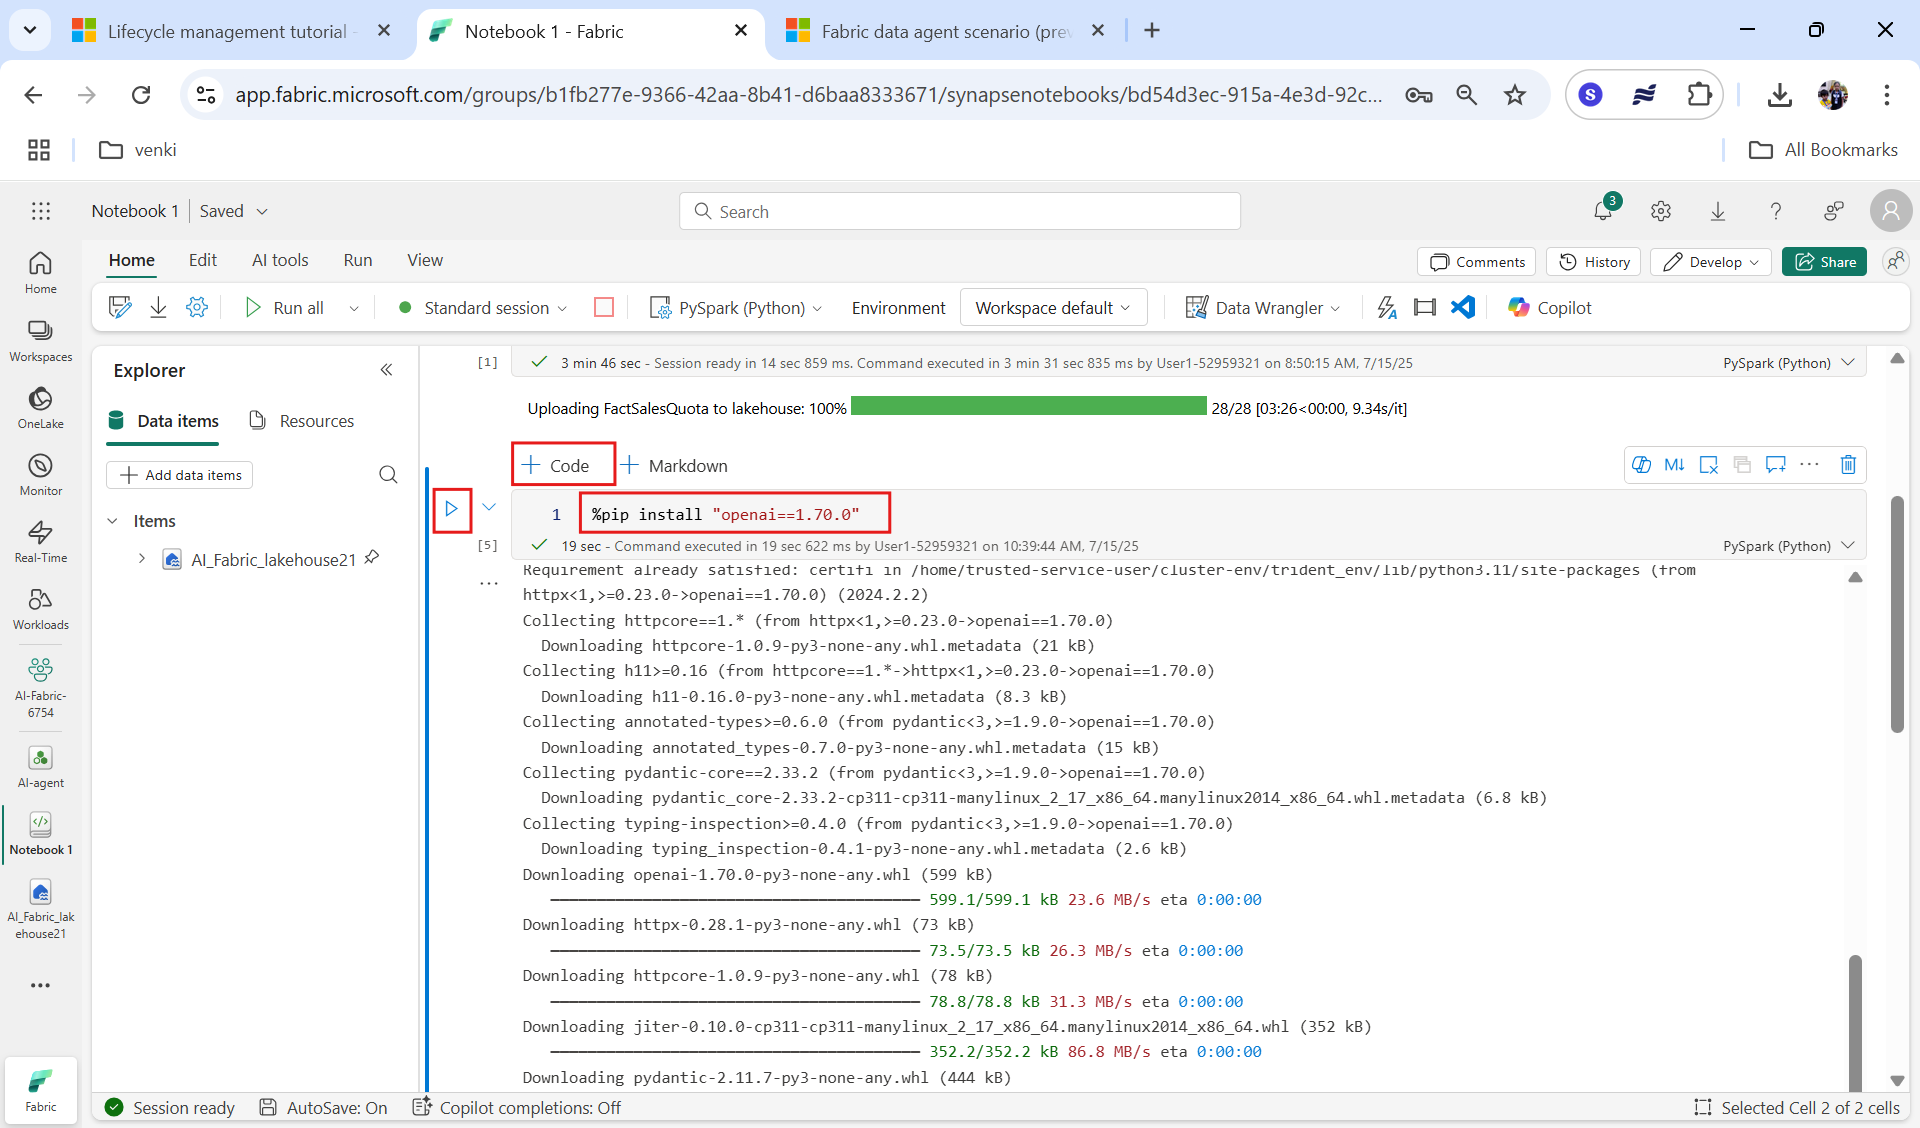 Lifecycle management tutorial -
Notebook 1 - Fabric
Fabric data agent scenario (prev
app.fabric.microsoft.com/groups/b1fb277e-9366-42aa-8b41-d6baa8333671/synapsenotebooks/bd54d3ec-915a-4e3d-92c...
S
venki
All Bookmarks
Notebook 1
Saved
Search
3
Home
Edit
AI tools
Run
View
Comments
History
Develop
Share
Run all
Standard session
PySpark (Python)
Environment
Workspace default
Data Wrangler
Copilot
Home
Workspaces
OneLake
Monitor
Real-Time
Workloads
AI-Fabric-
6754
AI-agent
Notebook 1
AI_Fabric_lak
ehouse21
Fabric
Explorer
Data items
Resources
Add data items
Items
AI_Fabric_lakehouse21
[1]
3 min 46 sec - Session ready in 14 sec 859 ms. Command executed in 3 min 31 sec 835 ms by User1-52959321 on 8:50:15 AM, 7/15/25
PySpark (Python)
Uploading FactSalesQuota to lakehouse: 100% 28/28 [03:26<00:00, 9.34s/it]
+ Code
+ Markdown
M↓
1 %pip install "openai==1.70.0"
[5]
19 sec - Command executed in 19 sec 622 ms by User1-52959321 on 10:39:44 AM, 7/15/25
PySpark (Python)
Requirement already satisfied: certifi in /home/trusted-service-user/cluster-env/trident_env/lib/python3.11/site-packages (from
httpx<1,>=0.23.0->openai==1.70.0) (2024.2.2)
Collecting httpcore==1.* (from httpx<1,>=0.23.0->openai==1.70.0)
Downloading httpcore-1.0.9-py3-none-any.whl.metadata (21 kB)
Collecting h11>=0.16 (from httpcore==1.*->httpx<1,>=0.23.0->openai==1.70.0)
Downloading h11-0.16.0-py3-none-any.whl.metadata (8.3 kB)
Collecting annotated-types>=0.6.0 (from pydantic<3,>=1.9.0->openai==1.70.0)
Downloading annotated_types-0.7.0-py3-none-any.whl.metadata (15 kB)
Collecting pydantic-core==2.33.2 (from pydantic<3,>=1.9.0->openai==1.70.0)
Downloading pydantic_core-2.33.2-cp311-cp311-manylinux_2_17_x86_64.manylinux2014_x86_64.whl.metadata (6.8 kB)
Collecting typing-inspection>=0.4.0 (from pydantic<3,>=1.9.0->openai==1.70.0)
Downloading typing_inspection-0.4.1-py3-none-any.whl.metadata (2.6 kB)
Downloading openai-1.70.0-py3-none-any.whl (599 kB)
599.1/599.1 kB 23.6 MB/s eta 0:00:00
Downloading httpx-0.28.1-py3-none-any.whl (73 kB)
73.5/73.5 kB 26.3 MB/s eta 0:00:00
Downloading httpcore-1.0.9-py3-none-any.whl (78 kB)
78.8/78.8 kB 31.3 MB/s eta 0:00:00
Downloading jiter-0.10.0-cp311-cp311-manylinux_2_17_x86_64.manylinux2014_x86_64.whl (352 kB)
352.2/352.2 kB 86.8 MB/s eta 0:00:00
Downloading pydantic-2.11.7-py3-none-any.whl (444 kB)
Session ready
AutoSave: On
Copilot completions: Off
Selected Cell 2 of 2 cells